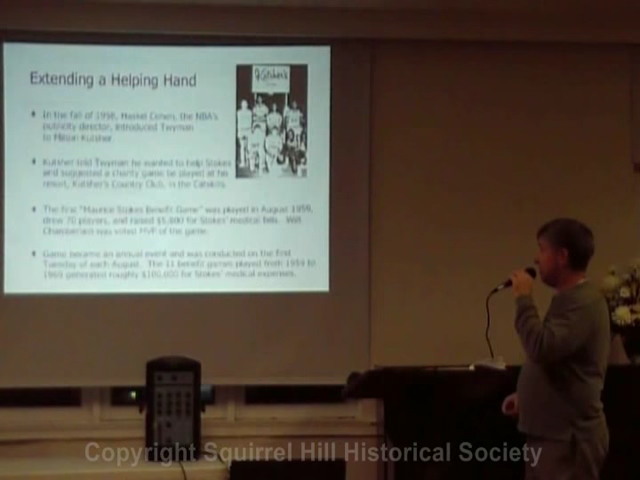 Extending a Helping Hand
In the fall of 1958, Haskel Cohen, the NBA's
publicity director, introduced Twyman
to Milton Kutsher.
Kutsher told Twyman he wanted to help Stokes
and suggested a charity game be played at his
resort, Kutsher's Country Club, in the Catskills.
The first "Maurice Stokes Benefit Game" was played in August 1959,
drew 70 players, and raised $5,000 for Stokes' medical bills. Wilt
Chamberlain was voted MVP of the game.
Game became an annual event and was conducted on the first
Tuesday of each August. The 11 benefit games played from 1959 to
1969 generated roughly $100,000 for Stokes' medical expenses.
Copyright Squirrel Hill Historical Society